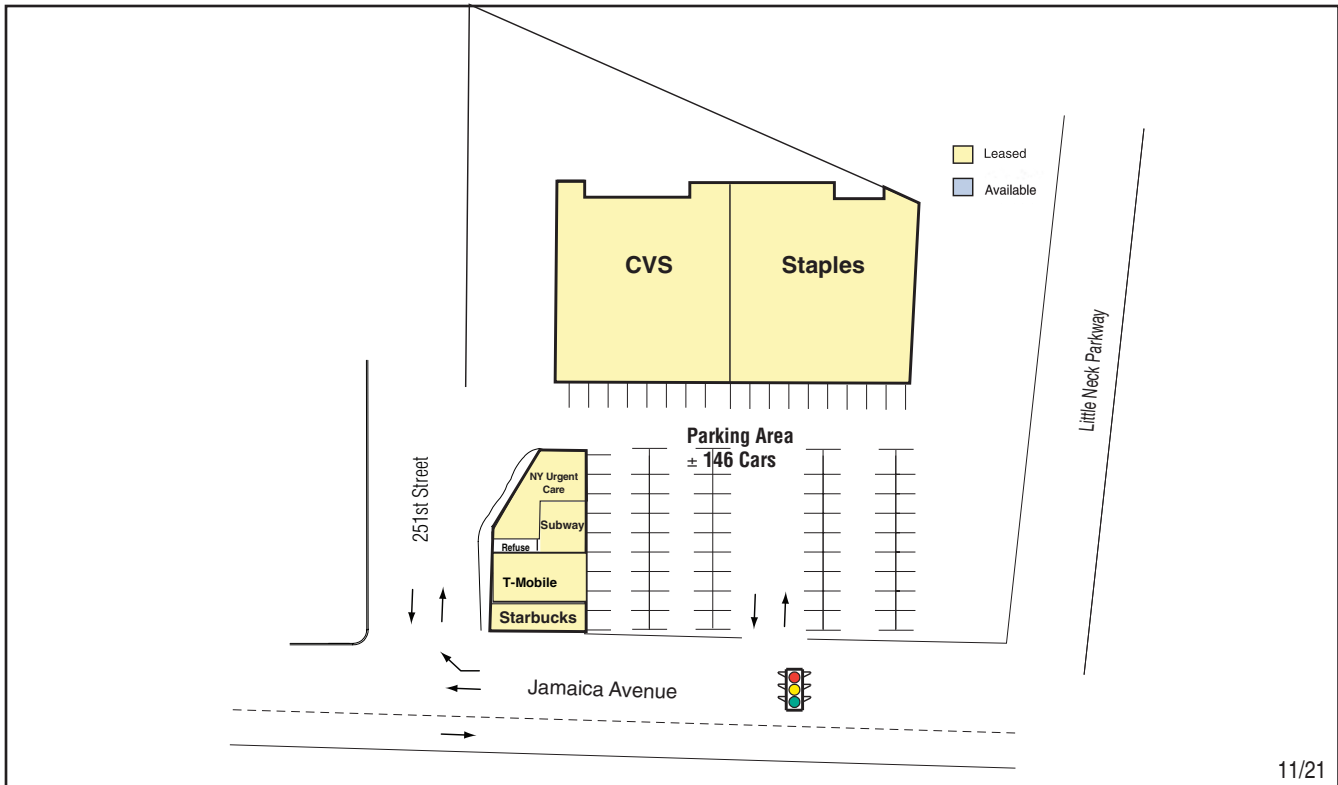 Leased
Available
CVS
Staples
Little Neck Parkway
Parking Area
± 146 Cars
251st Street
NY Urgent
Care
Subway
Refuse
T-Mobile
Starbucks
Jamaica Avenue
11/21